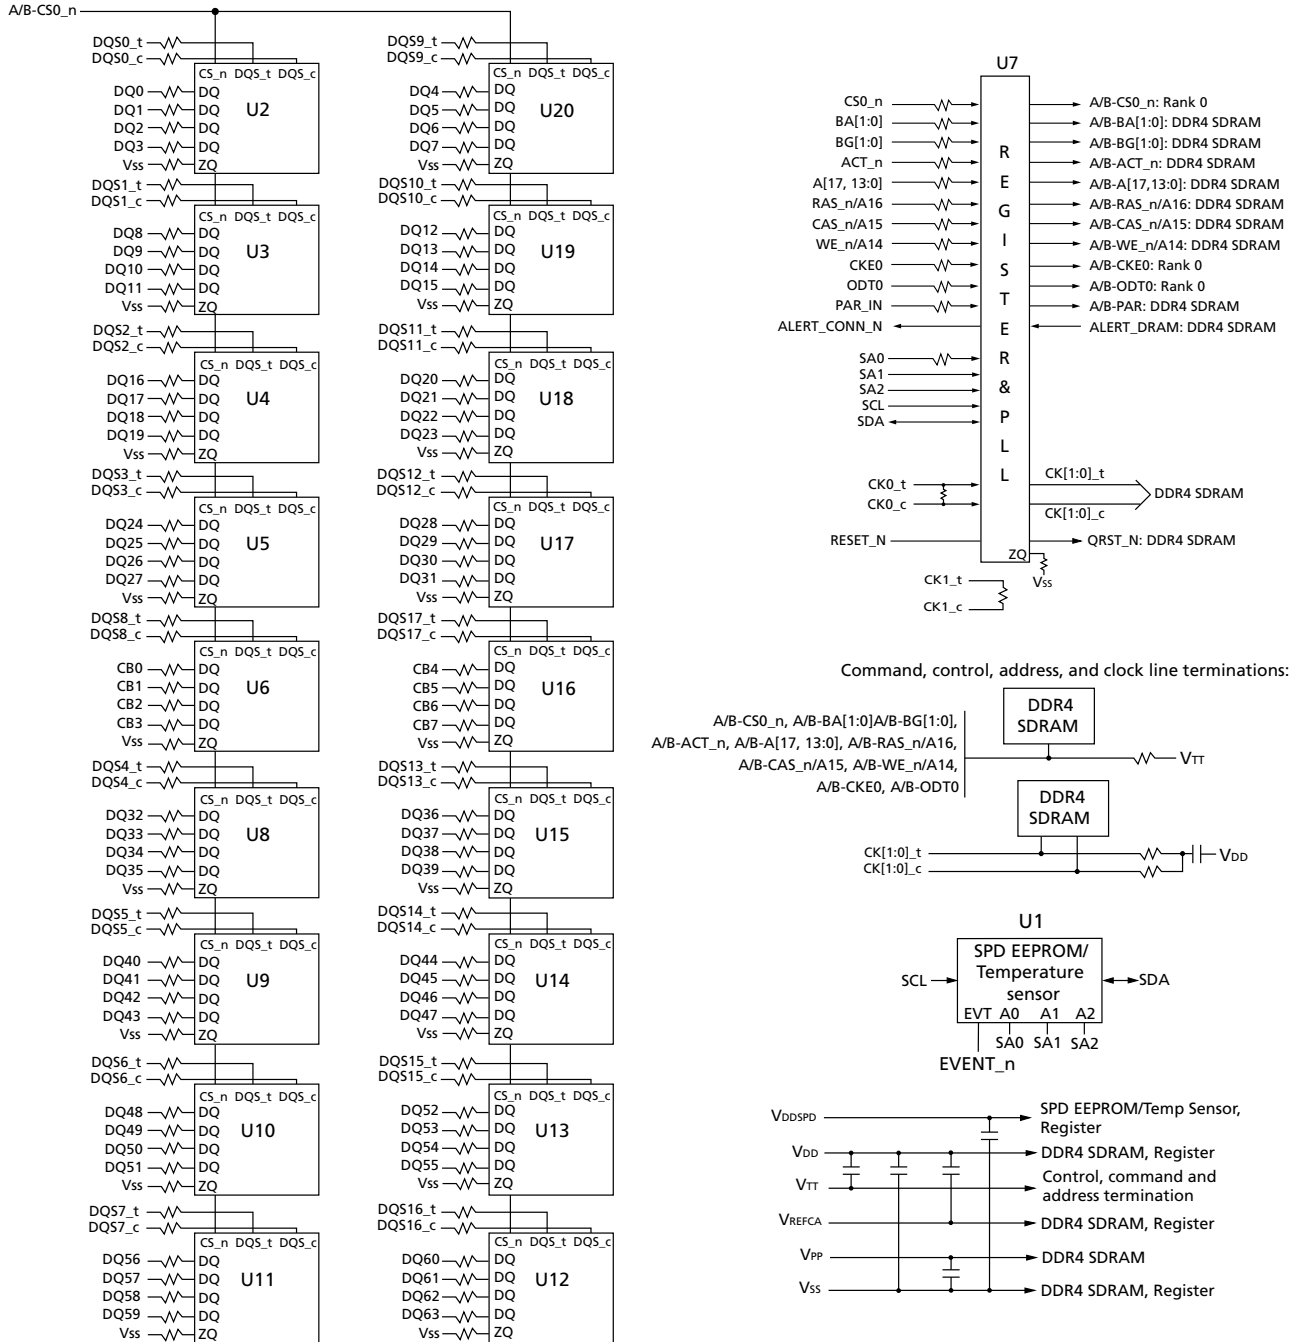 A/B-CS0_n
DQS0_t
DQS0_c
CS_n DQS_t DQS_c
DQ0 DQ
DQ1 DQ
DQ2 DQ
DQ3 DQ
Vss ZQ
U2
DQS1_t
DQS1_c
CS_n DQS_t DQS_c
DQ8 DQ
DQ9 DQ
DQ10 DQ
DQ11 DQ
Vss ZQ
U3
DQS2_t
DQS2_c
CS_n DQS_t DQS_c
DQ16 DQ
DQ17 DQ
DQ18 DQ
DQ19 DQ
Vss ZQ
U4
DQS3_t
DQS3_c
CS_n DQS_t DQS_c
DQ24 DQ
DQ25 DQ
DQ26 DQ
DQ27 DQ
Vss ZQ
U5
DQS8_t
DQS8_c
CS_n DQS_t DQS_c
CB0 DQ
CB1 DQ
CB2 DQ
CB3 DQ
Vss ZQ
U6
DQS4_t
DQS4_c
CS_n DQS_t DQS_c
DQ32 DQ
DQ33 DQ
DQ34 DQ
DQ35 DQ
Vss ZQ
U8
DQS5_t
DQS5_c
CS_n DQS_t DQS_c
DQ40 DQ
DQ41 DQ
DQ42 DQ
DQ43 DQ
Vss ZQ
U9
DQS6_t
DQS6_c
CS_n DQS_t DQS_c
DQ48 DQ
DQ49 DQ
DQ50 DQ
DQ51 DQ
Vss ZQ
U10
DQS7_t
DQS7_c
CS_n DQS_t DQS_c
DQ56 DQ
DQ57 DQ
DQ58 DQ
DQ59 DQ
Vss ZQ
U11
DQS9_t
DQS9_c
CS_n DQS_t DQS_c
DQ4 DQ
DQ5 DQ
DQ6 DQ
DQ7 DQ
Vss ZQ
U20
DQS10_t
DQS10_c
CS_n DQS_t DQS_c
DQ12 DQ
DQ13 DQ
DQ14 DQ
DQ15 DQ
Vss ZQ
U19
DQS11_t
DQS11_c
CS_n DQS_t DQS_c
DQ20 DQ
DQ21 DQ
DQ22 DQ
DQ23 DQ
Vss ZQ
U18
DQS12_t
DQS12_c
CS_n DQS_t DQS_c
DQ28 DQ
DQ29 DQ
DQ30 DQ
DQ31 DQ
Vss ZQ
U17
DQS17_t
DQS17_c
CS_n DQS_t DQS_c
CB4 DQ
CB5 DQ
CB6 DQ
CB7 DQ
Vss ZQ
U16
DQS13_t
DQS13_c
CS_n DQS_t DQS_c
DQ36 DQ
DQ37 DQ
DQ38 DQ
DQ39 DQ
Vss ZQ
U15
DQS14_t
DQS14_c
CS_n DQS_t DQS_c
DQ44 DQ
DQ45 DQ
DQ46 DQ
DQ47 DQ
Vss ZQ
U14
DQS15_t
DQS15_c
CS_n DQS_t DQS_c
DQ52 DQ
DQ53 DQ
DQ54 DQ
DQ55 DQ
Vss ZQ
U13
DQS16_t
DQS16_c
CS_n DQS_t DQS_c
DQ60 DQ
DQ61 DQ
DQ62 DQ
DQ63 DQ
Vss ZQ
U12
U7
REGISTER & PLL
CS0_n A/B-CS0_n: Rank 0
BA[1:0] A/B-BA[1:0]: DDR4 SDRAM
BG[1:0] A/B-BG[1:0]: DDR4 SDRAM
ACT_n A/B-ACT_n: DDR4 SDRAM
A[17, 13:0] A/B-A[17,13:0]: DDR4 SDRAM
RAS_n/A16 A/B-RAS_n/A16: DDR4 SDRAM
CAS_n/A15 A/B-CAS_n/A15: DDR4 SDRAM
WE_n/A14 A/B-WE_n/A14: DDR4 SDRAM
CKE0 A/B-CKE0: Rank 0
ODT0 A/B-ODT0: Rank 0
PAR_IN A/B-PAR: DDR4 SDRAM
ALERT_CONN_N ALERT_DRAM: DDR4 SDRAM
SA0
SA1
SA2
SCL
SDA
CK0_t CK[1:0]_t
DDR4 SDRAM
CK0_c CK[1:0]_c
RESET_N QRST_N: DDR4 SDRAM
ZQ
Vss
CK1_t
CK1_c
Command, control, address, and clock line terminations:
DDR4
SDRAM
A/B-CS0_n, A/B-BA[1:0]A/B-BG[1:0],
A/B-ACT_n, A/B-A[17, 13:0], A/B-RAS_n/A16,
A/B-CAS_n/A15, A/B-WE_n/A14,
A/B-CKE0, A/B-ODT0
VTT
DDR4
SDRAM
CK[1:0]_t
CK[1:0]_c
VDD
U1
SPD EEPROM/
Temperature
sensor
SCL SDA
EVT A0 A1 A2
SA0 SA1 SA2
EVENT_n
VDDSPD SPD EEPROM/Temp Sensor,
Register
VDD DDR4 SDRAM, Register
VTT Control, command and
address termination
VREFCA DDR4 SDRAM, Register
VPP DDR4 SDRAM
Vss DDR4 SDRAM, Register